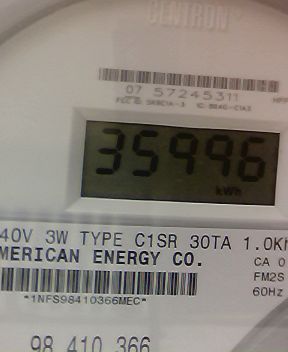 CENTRON
07 57245311
35996
kWh
40V 3W TYPE C1SR 30TA 1.0K
MERICAN ENERGY CO.
CA 0
FM2S
60Hz
*1NFS98410366MEC*
98 410 366